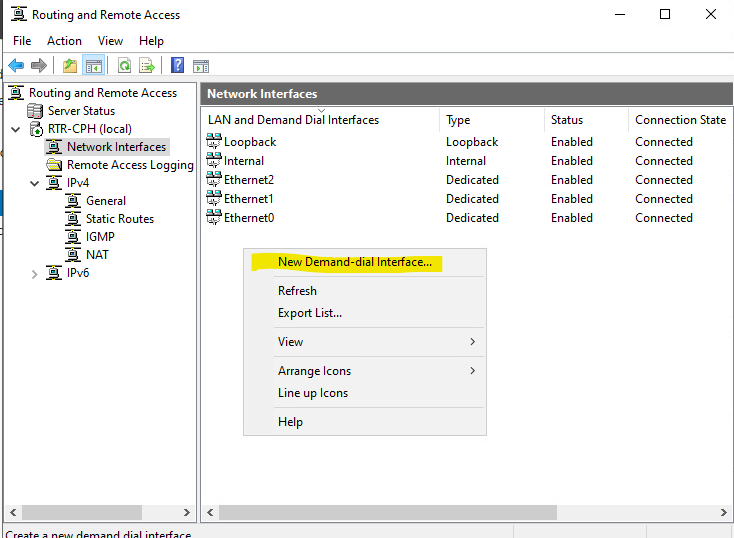 Routing and Remote Access
File Action View Help
Routing and Remote Access
Server Status
RTR-CPH (local)
Network Interfaces
Remote Access Logging
IPv4
General
Static Routes
IGMP
NAT
IPv6
Network Interfaces
LAN and Demand Dial Interfaces Type Status Connection State
Loopback Loopback Enabled Connected
Internal Internal Enabled Connected
Ethernet2 Dedicated Enabled Connected
Ethernet1 Dedicated Enabled Connected
Ethernet0 Dedicated Enabled Connected
New Demand-dial Interface...
Refresh
Export List...
View
Arrange Icons
Line up Icons
Help
Create a new demand dial interface